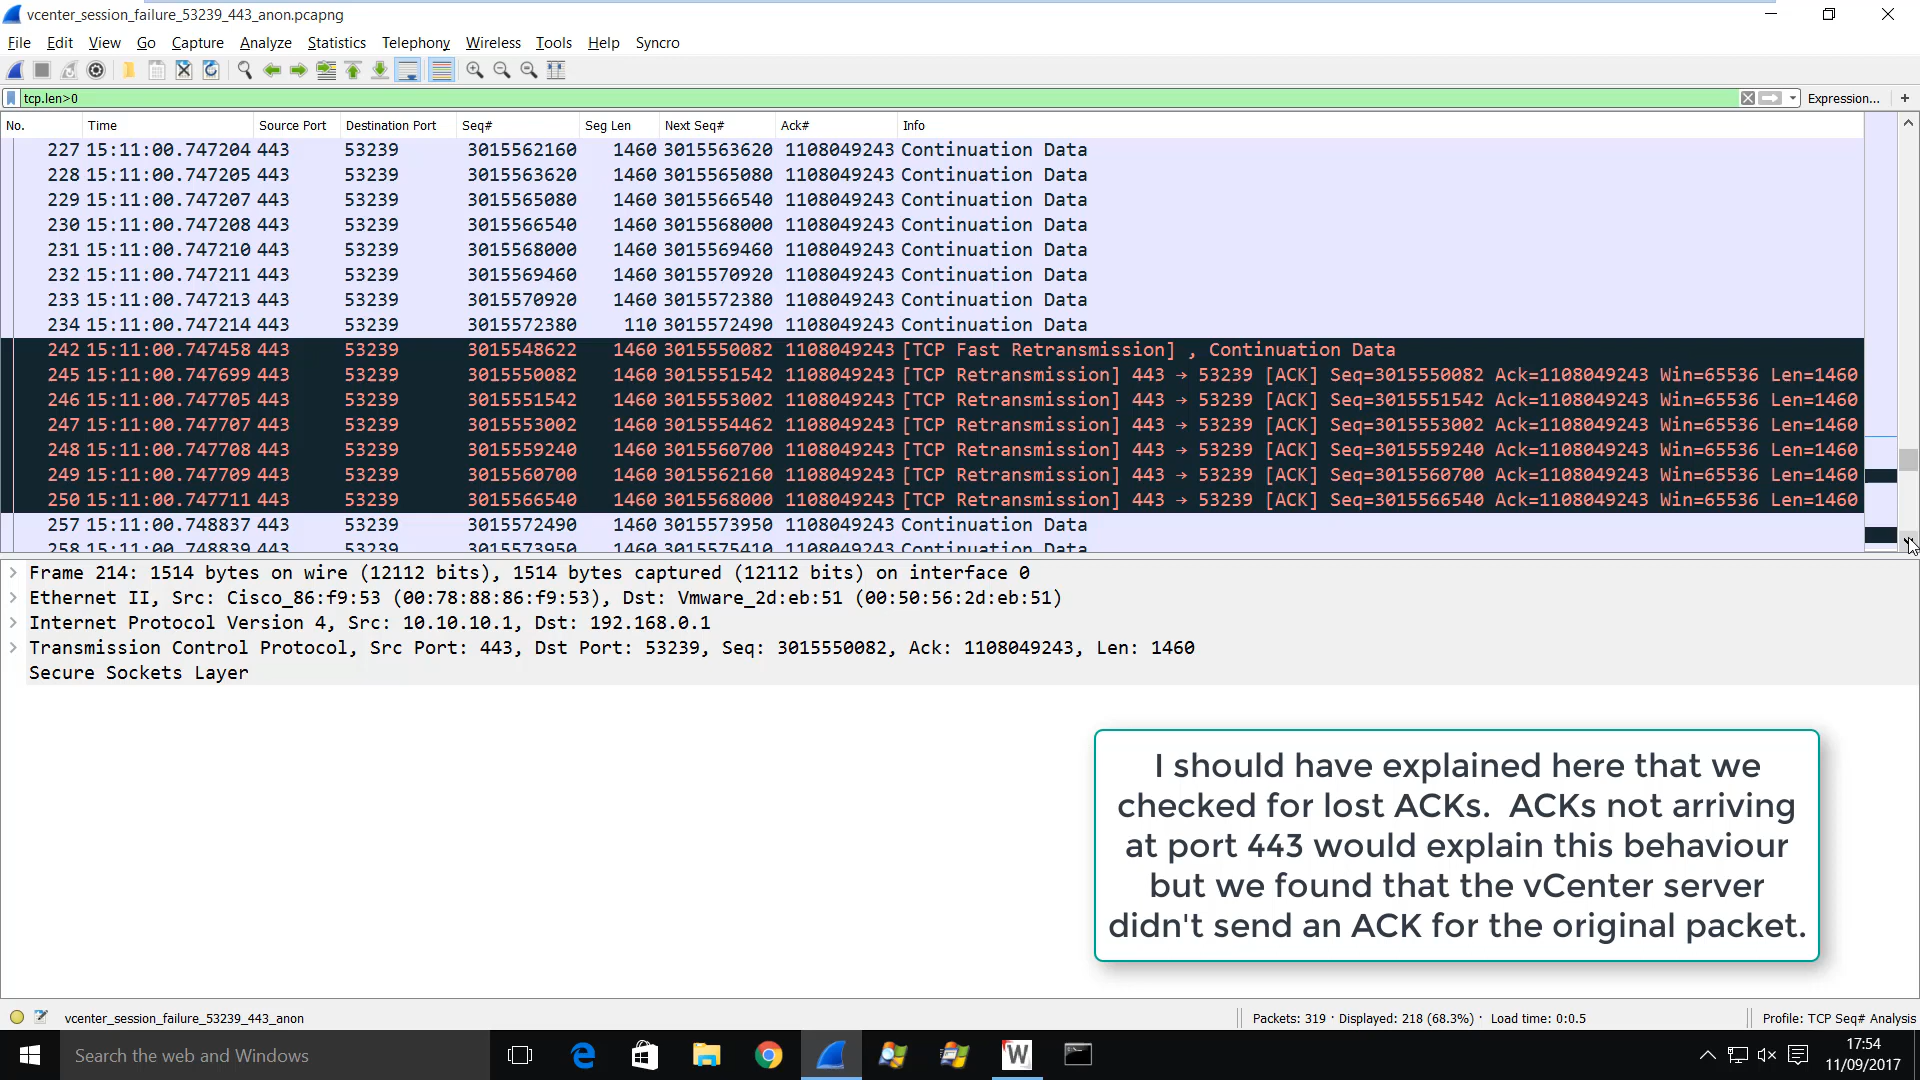 vcenter_session_failure_53239_443_anon.pcapng
File Edit View Go Capture Analyze Statistics Telephony Wireless Tools Help Syncro
tcp.len>0 Expression... +
No. Time Source Port Destination Port Seq# Seg Len Next Seq# Ack# Info
227 15:11:00.747204 443 53239 3015562160 1460 3015563620 1108049243 Continuation Data
228 15:11:00.747205 443 53239 3015563620 1460 3015565080 1108049243 Continuation Data
229 15:11:00.747207 443 53239 3015565080 1460 3015566540 1108049243 Continuation Data
230 15:11:00.747208 443 53239 3015566540 1460 3015568000 1108049243 Continuation Data
231 15:11:00.747210 443 53239 3015568000 1460 3015569460 1108049243 Continuation Data
232 15:11:00.747211 443 53239 3015569460 1460 3015570920 1108049243 Continuation Data
233 15:11:00.747213 443 53239 3015570920 1460 3015572380 1108049243 Continuation Data
234 15:11:00.747214 443 53239 3015572380 110 3015572490 1108049243 Continuation Data
242 15:11:00.747458 443 53239 3015548622 1460 3015550082 1108049243 [TCP Fast Retransmission] , Continuation Data
245 15:11:00.747699 443 53239 3015550082 1460 3015551542 1108049243 [TCP Retransmission] 443 → 53239 [ACK] Seq=3015550082 Ack=1108049243 Win=65536 Len=1460
246 15:11:00.747705 443 53239 3015551542 1460 3015553002 1108049243 [TCP Retransmission] 443 → 53239 [ACK] Seq=3015551542 Ack=1108049243 Win=65536 Len=1460
247 15:11:00.747707 443 53239 3015553002 1460 3015554462 1108049243 [TCP Retransmission] 443 → 53239 [ACK] Seq=3015553002 Ack=1108049243 Win=65536 Len=1460
248 15:11:00.747708 443 53239 3015559240 1460 3015560700 1108049243 [TCP Retransmission] 443 → 53239 [ACK] Seq=3015559240 Ack=1108049243 Win=65536 Len=1460
249 15:11:00.747709 443 53239 3015560700 1460 3015562160 1108049243 [TCP Retransmission] 443 → 53239 [ACK] Seq=3015560700 Ack=1108049243 Win=65536 Len=1460
250 15:11:00.747711 443 53239 3015566540 1460 3015568000 1108049243 [TCP Retransmission] 443 → 53239 [ACK] Seq=3015566540 Ack=1108049243 Win=65536 Len=1460
257 15:11:00.748837 443 53239 3015572490 1460 3015573950 1108049243 Continuation Data
258 15:11:00.748839 443 53239 3015573950 1460 3015575410 1108049243 Continuation Data
Frame 214: 1514 bytes on wire (12112 bits), 1514 bytes captured (12112 bits) on interface 0
Ethernet II, Src: Cisco_86:f9:53 (00:78:88:86:f9:53), Dst: Vmware_2d:eb:51 (00:50:56:2d:eb:51)
Internet Protocol Version 4, Src: 10.10.10.1, Dst: 192.168.0.1
Transmission Control Protocol, Src Port: 443, Dst Port: 53239, Seq: 3015550082, Ack: 1108049243, Len: 1460
Secure Sockets Layer
I should have explained here that we
checked for lost ACKs. ACKs not arriving
at port 443 would explain this behaviour
but we found that the vCenter server
didn't send an ACK for the original packet.
vcenter_session_failure_53239_443_anon Packets: 319 · Displayed: 218 (68.3%) · Load time: 0:0.5 Profile: TCP Seq# Analysis
Search the web and Windows
17:54
11/09/2017